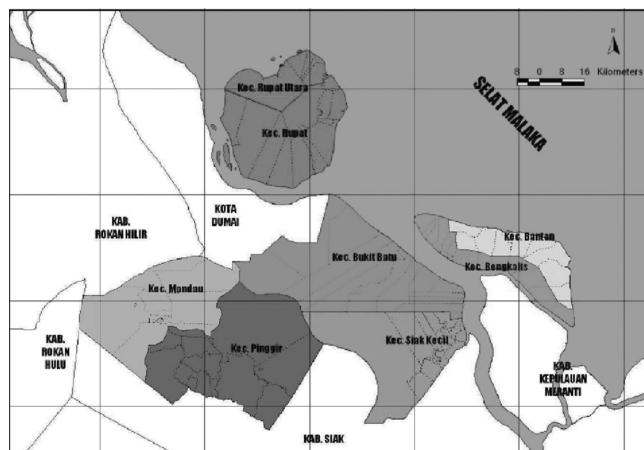 N
8 0 8 16 Kilometers
SELAT MALAKA
Kec. Rupat Utara
Kec. Rupat
KAB.
ROKAN HILIR
KOTA
DUMAI
Kec. Bantan
Kec. Bukit Batu
Kec. Bengkalis
Kec. Mandau
KAB.
ROKAN
HULU
Kec. Pinggir
Kec. Siak Kecil
KAB.
KEPULAUAN
MERANTI
KAB. SIAK